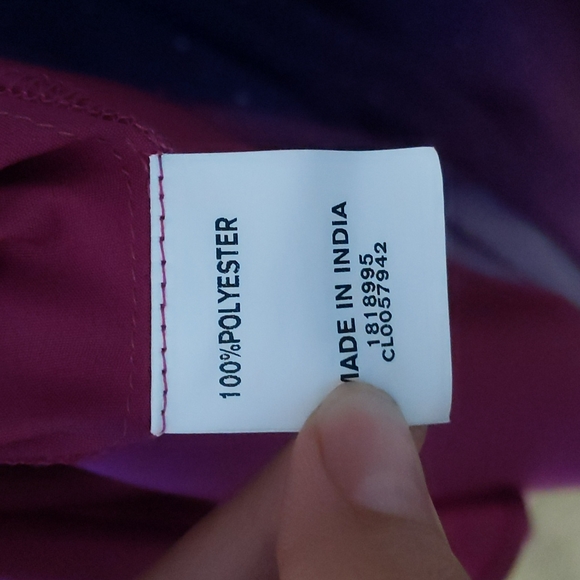 100%POLYESTER
MADE IN INDIA
1818995
CL0057942